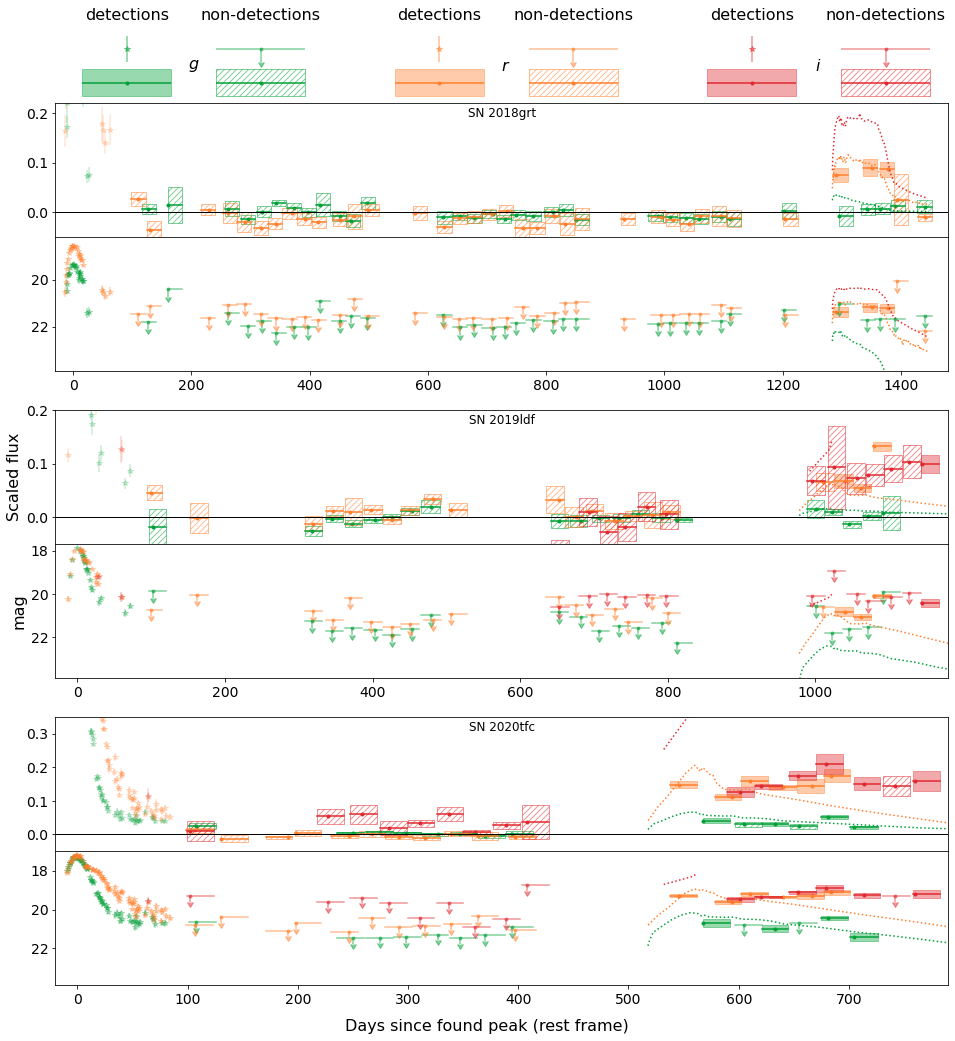 detections non-detections detections non-detections detections non-detections
g r i
SN 2018grt
0.2
0.1
0.0
20
22
0 200 400 600 800 1000 1200 1400
SN 2019ldf
0.2
0.1
0.0
Scaled flux
18
20
22
mag
0 200 400 600 800 1000
SN 2020tfc
0.3
0.2
0.1
0.0
18
20
22
0 100 200 300 400 500 600 700
Days since found peak (rest frame)